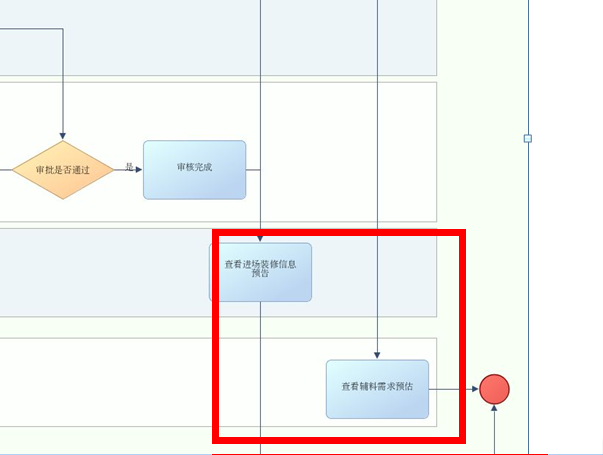 审批是否通过
是
审核完成
查看进场装修信息
预告
查看辅料需求预估